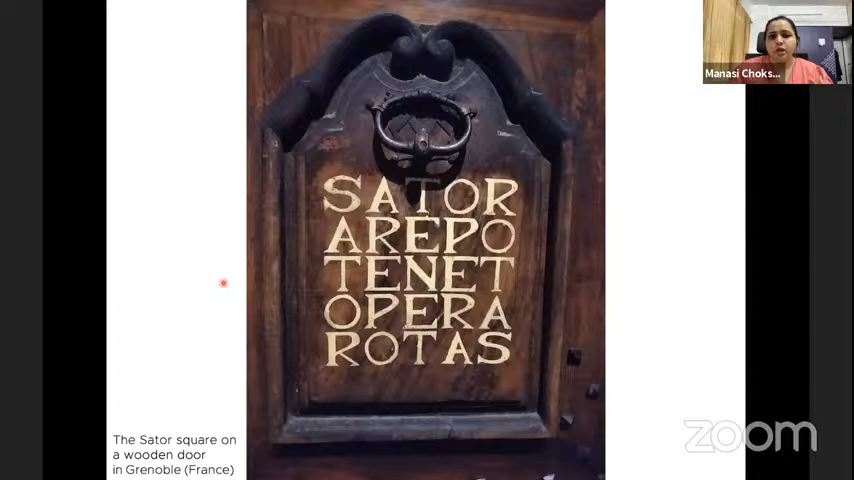 SATOR
AREPO
TENET
OPERA
ROTAS
The Sator square on
a wooden door
in Grenoble (France)
Manasi Choks...
zoom